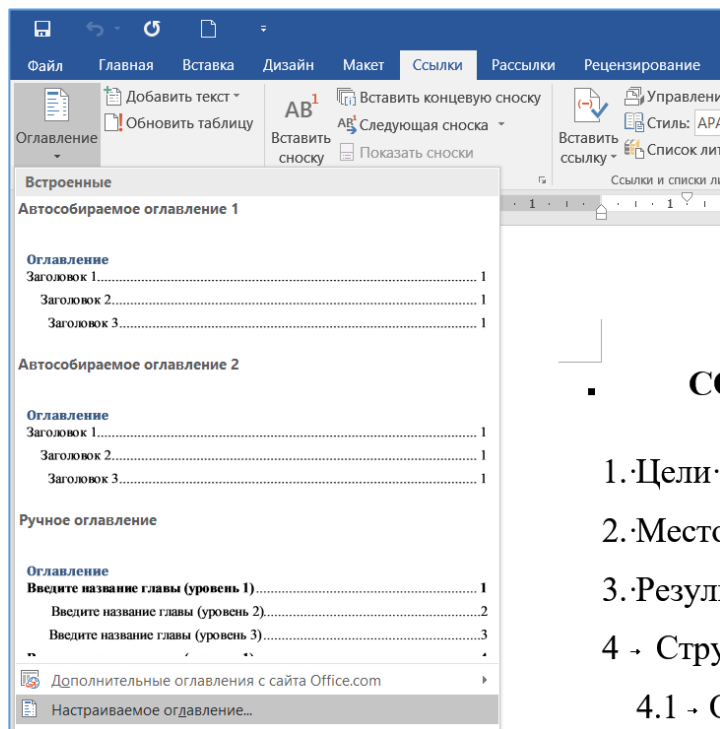 Файл Главная Вставка Дизайн Макет Ссылки Рассылки Рецензирование
Оглавление
Добавить текст
Обновить таблицу
AB1
Вставить
сноску
Вставить концевую сноску
AB1 Следующая сноска
Показать сноски
Вставить
ссылку
Стиль:
Ссылки и списки
Встроенные
Автособираемое оглавление 1
Оглавление
Заголовок 1 1
Заголовок 2 1
Заголовок 3 1
Автособираемое оглавление 2
Оглавление
Заголовок 1 1
Заголовок 2 1
Заголовок 3 1
Ручное оглавление
Оглавление
Введите название главы (уровень 1) 1
Введите название главы (уровень 2) 2
Введите название главы (уровень 3) 3
Дополнительные оглавления с сайта Office.com
Настраиваемое оглавление...
1 1
1. Цели
2.
3.
4
4.1